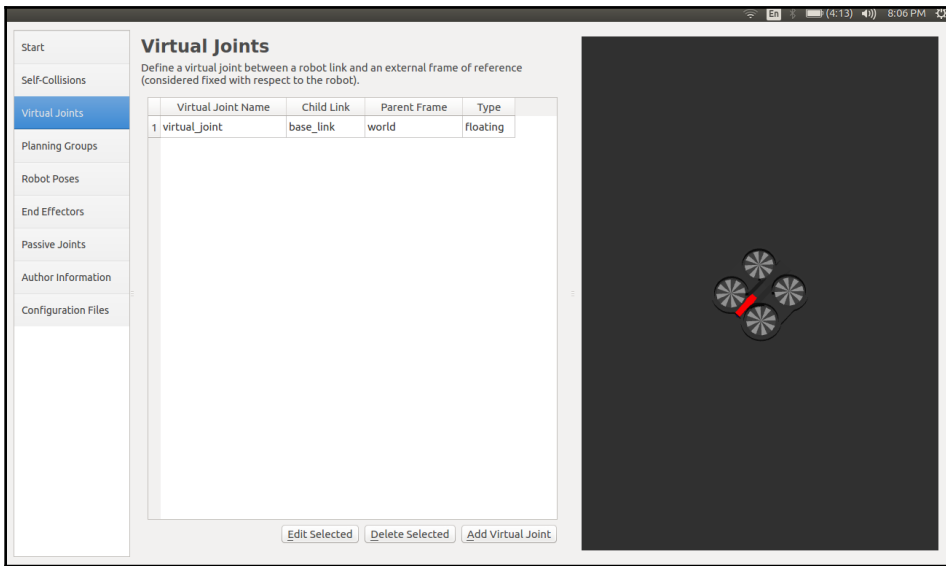 En (4:13) 8:06 PM
Start
Self-Collisions
Virtual Joints
Planning Groups
Robot Poses
End Effectors
Passive Joints
Author Information
Configuration Files
Virtual Joints
Define a virtual joint between a robot link and an external frame of reference
(considered fixed with respect to the robot).
Virtual Joint Name Child Link Parent Frame Type
1 virtual_joint base_link world floating
Edit Selected Delete Selected Add Virtual Joint